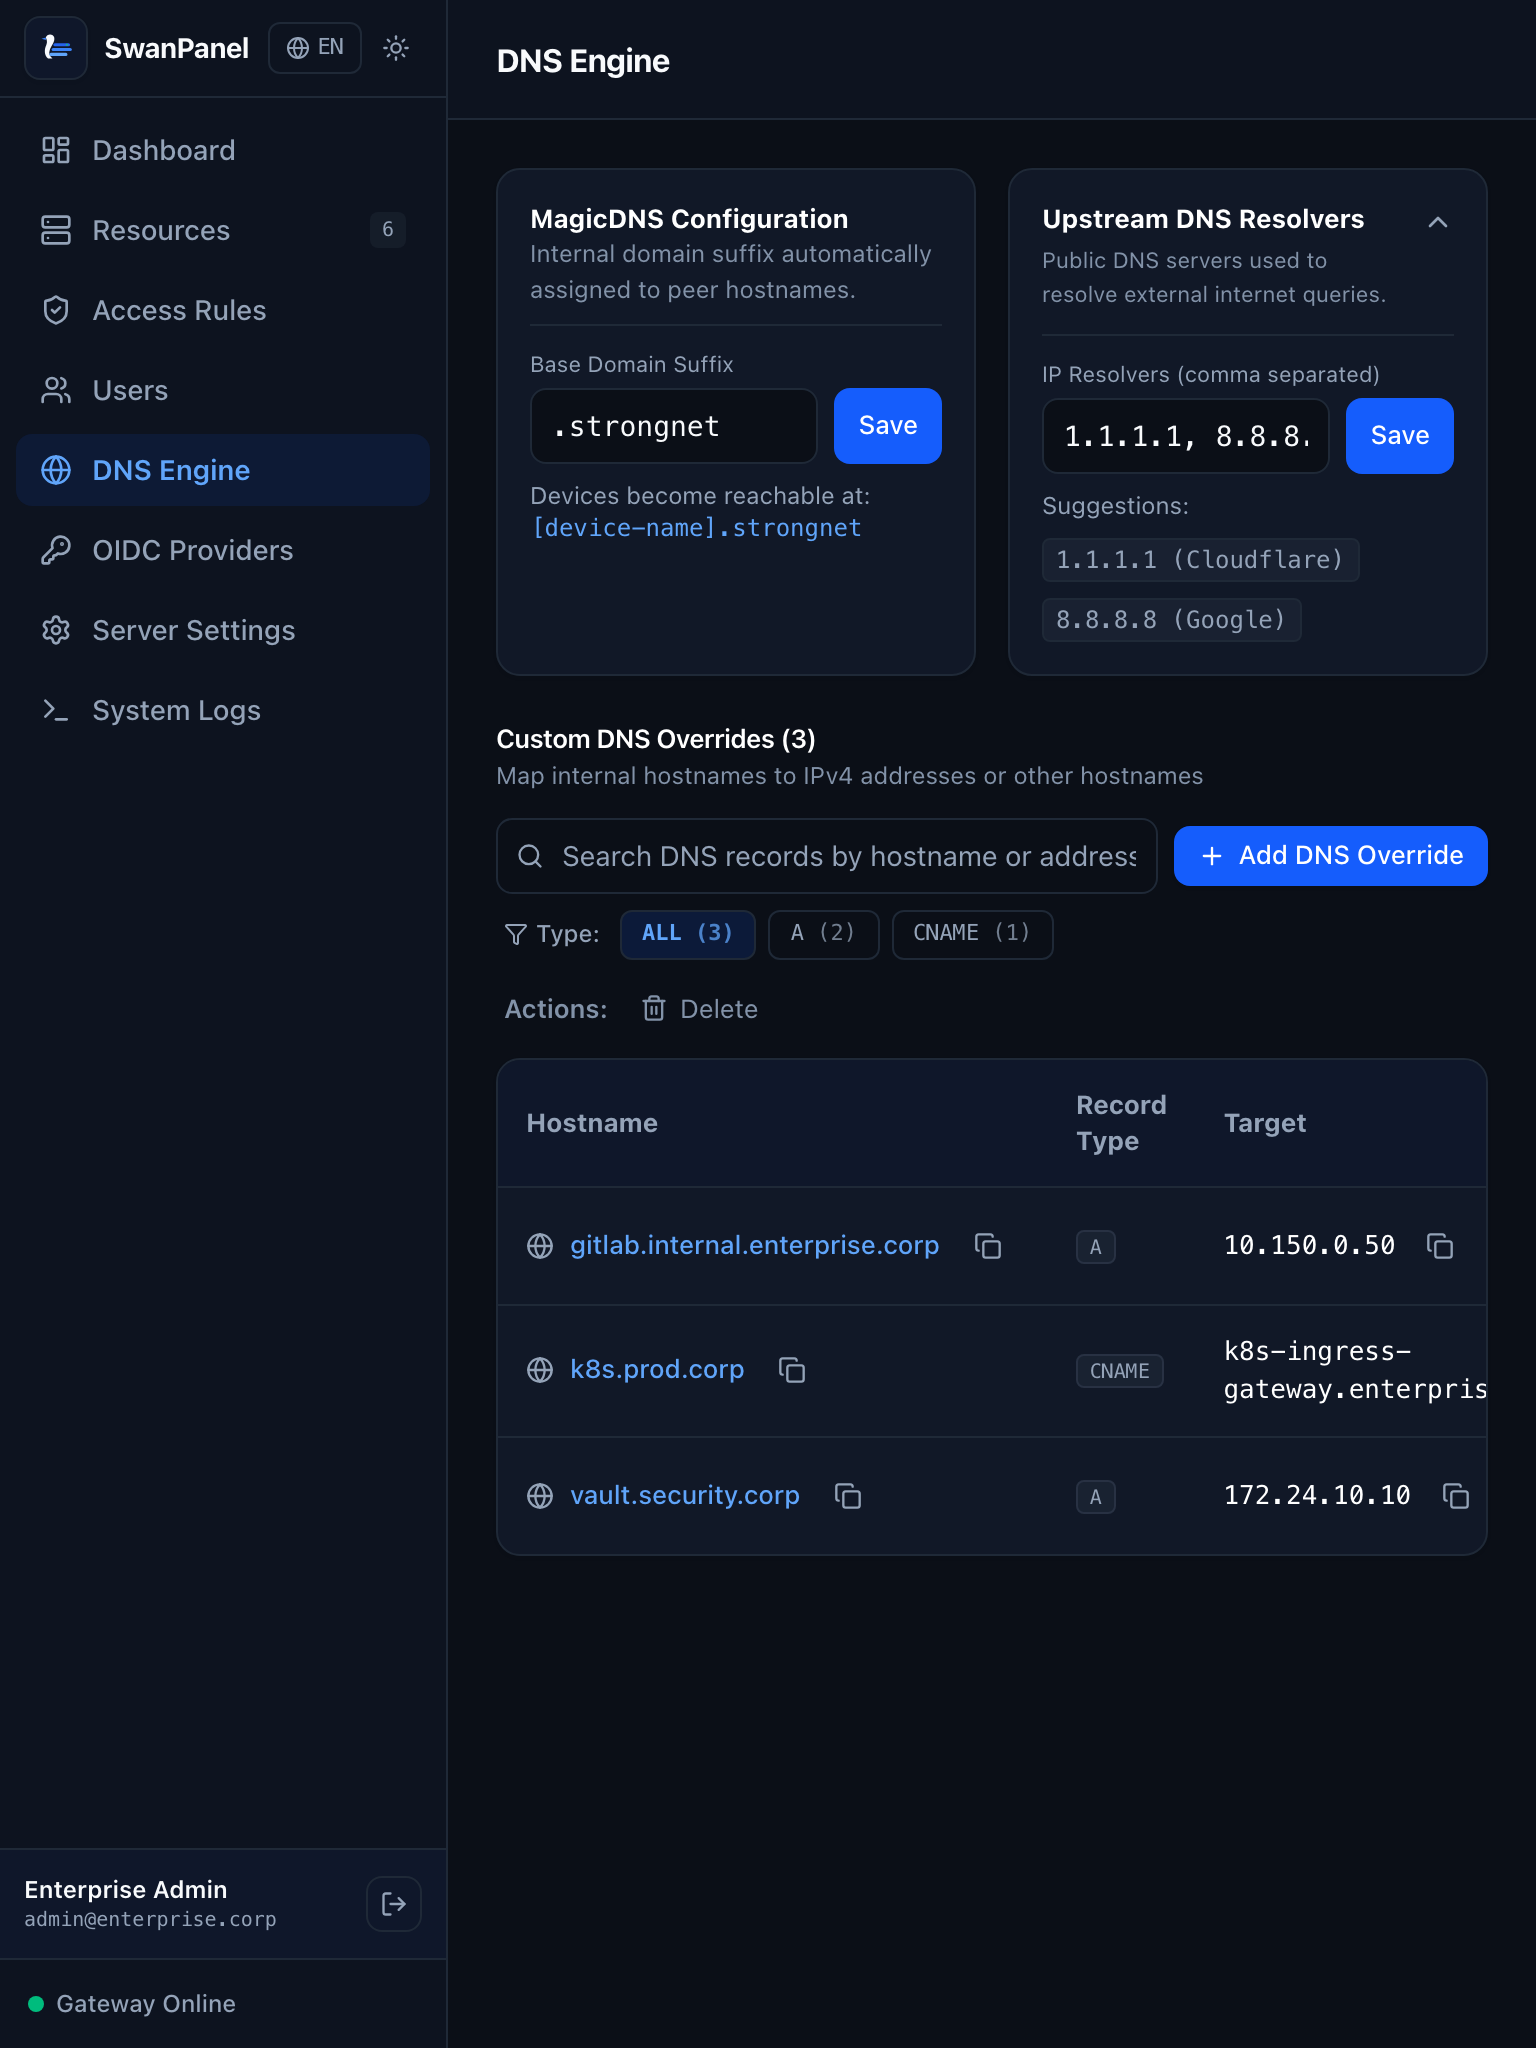 SwanPanel
EN
Dashboard
Resources
6
Access Rules
Users
DNS Engine
OIDC Providers
Server Settings
System Logs
Enterprise Admin
admin@enterprise.corp
Gateway Online
DNS Engine
MagicDNS Configuration
Internal domain suffix automatically
assigned to peer hostnames.
Base Domain Suffix
.strongnet
Save
Devices become reachable at:
[device-name].strongnet
Upstream DNS Resolvers
Public DNS servers used to
resolve external internet queries.
IP Resolvers (comma separated)
1.1.1.1, 8.8.8.
Save
Suggestions:
1.1.1.1 (Cloudflare)
8.8.8.8 (Google)
Custom DNS Overrides (3)
Map internal hostnames to IPv4 addresses or other hostnames
Search DNS records by hostname or address
Add DNS Override
Type:
ALL (3)
A (2)
CNAME (1)
Actions:
Delete
Hostname
Record
Type
Target
gitlab.internal.enterprise.corp
A
10.150.0.50
k8s.prod.corp
CNAME
k8s-ingress-
gateway.enterpris
vault.security.corp
A
172.24.10.10